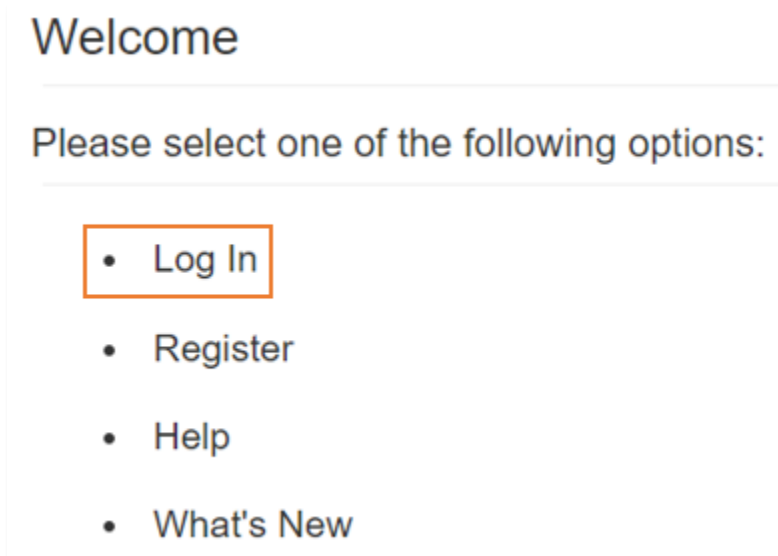 Welcome
Please select one of the following options:
• Log In
• Register
• Help
• What's New